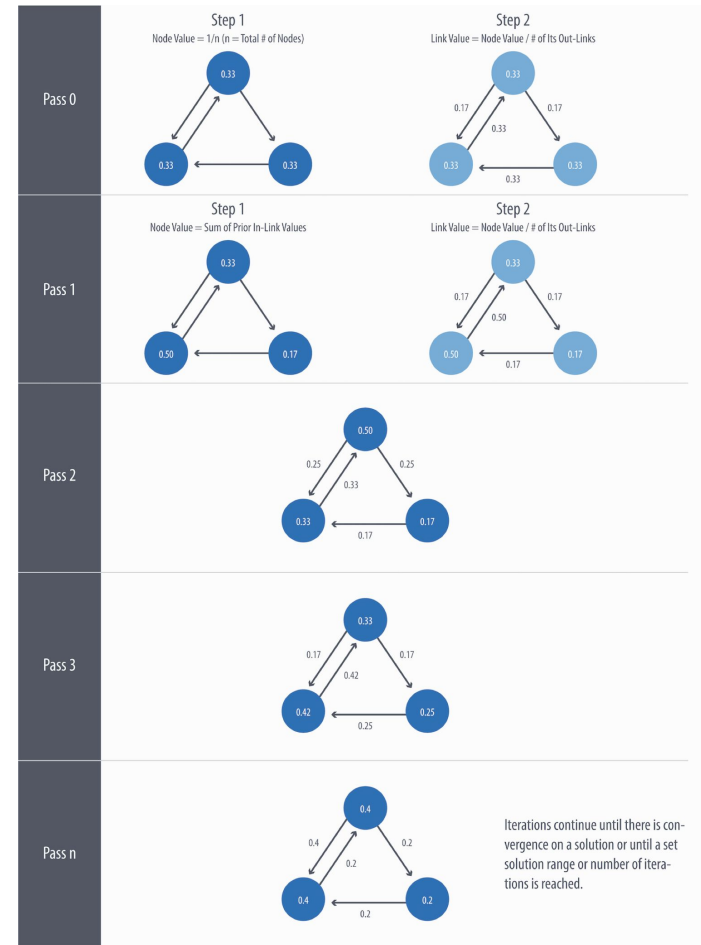 Step 1
Node Value = 1/n (n = Total # of Nodes)
Step 2
Link Value = Node Value / # of Its Out-Links
Pass 0
0.33
0.33
0.33
0.33
0.17
0.17
0.33
0.33
0.33
0.33
Step 1
Node Value = Sum of Prior In-Link Values
Step 2
Link Value = Node Value / # of Its Out-Links
Pass 1
0.33
0.50
0.17
0.33
0.17
0.17
0.50
0.50
0.17
0.17
Pass 2
0.50
0.25
0.25
0.33
0.33
0.17
0.17
Pass 3
0.33
0.17
0.17
0.42
0.42
0.25
0.25
Pass n
0.4
0.4
0.2
0.2
0.4
0.2
0.2
Iterations continue until there is con-
vergence on a solution or until a set
solution range or number of itera-
tions is reached.